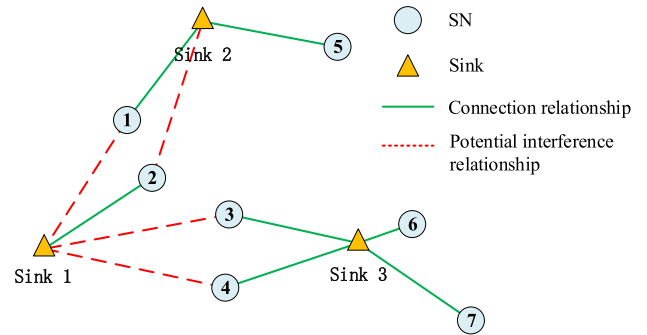 SN
Sink 2
5
Sink
1
Connection relationship
Potential interference
relationship
2
3
6
Sink 1
Sink 3
4
7